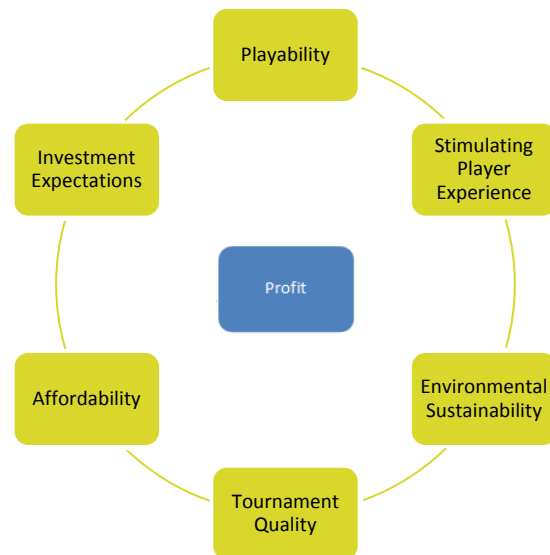 Playability
Stimulating
Player
Experience
Environmental
Sustainability
Tournament
Quality
Affordability
Investment
Expectations
Profit